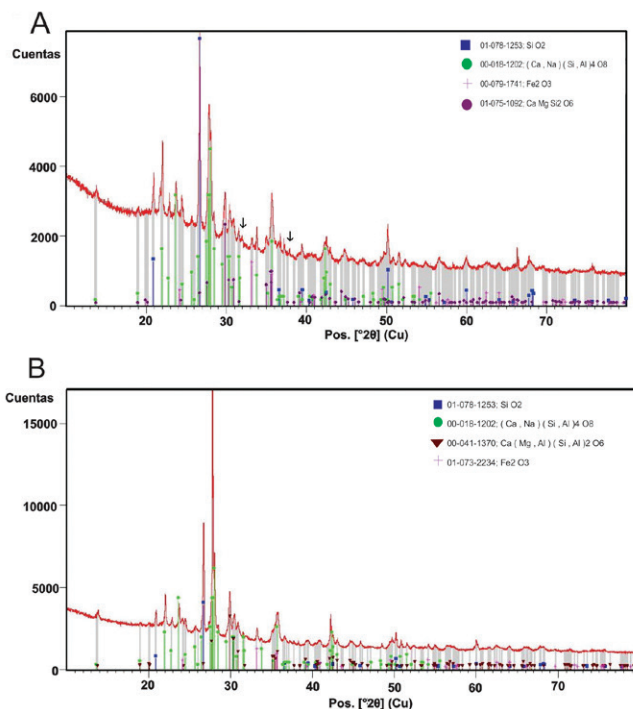 A
Cuentas
01-078-1253; Si O2
00-018-1202; ( Ca , Na ) ( Si , Al )4 O8
00-079-1741; Fe2 O3
01-075-1092; Ca Mg Si2 O6
6000
4000
2000
0
20 30 40 50 60 70
Pos. [°2θ] (Cu)
B
Cuentas
01-078-1253; Si O2
00-018-1202; ( Ca , Na ) ( Si , Al )4 O8
00-041-1370; Ca ( Mg , Al ) ( Si , Al )2 O6
01-073-2234; Fe2 O3
15000
10000
5000
0
20 30 40 50 60 70
Pos. [°2θ] (Cu)